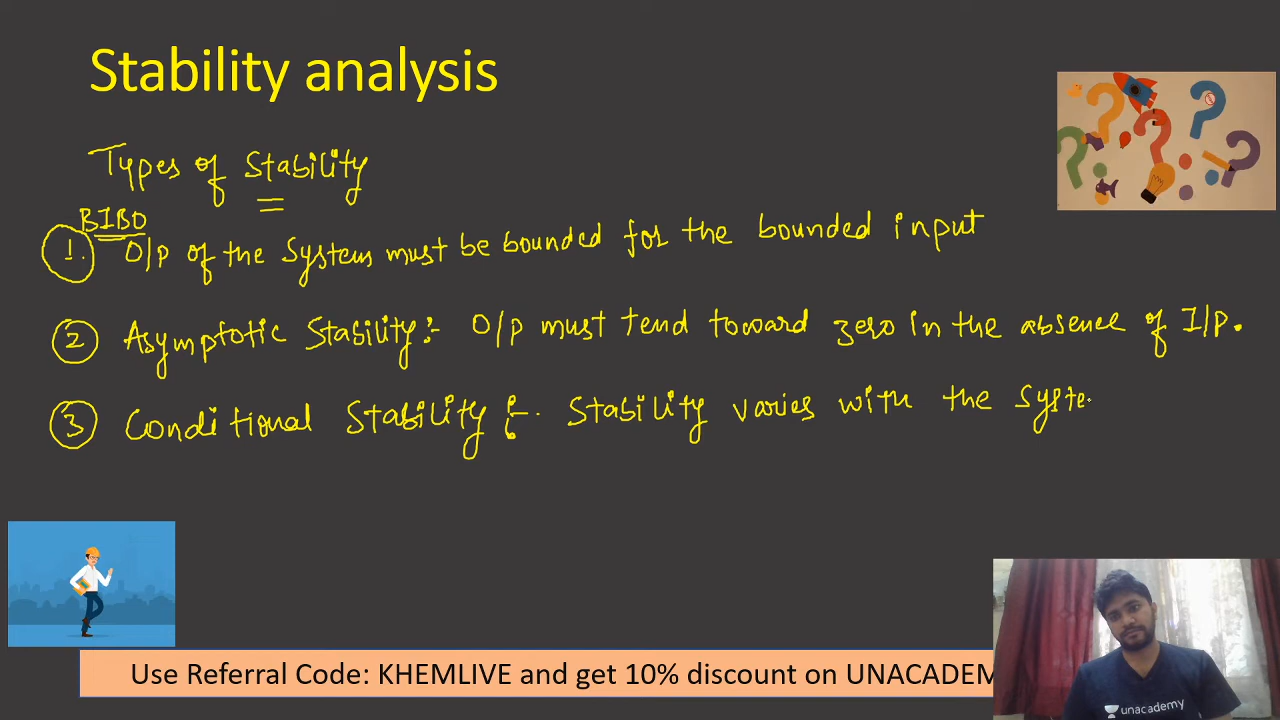 Stability analysis
Types of Stability
BIBO
1. O/p of the System must be bounded for the bounded input
2 Asymptotic Stability:- O/p must tend toward zero in the absence of I/p.
3 Conditional Stability :- Stability varies with the Syste
Use Referral Code: KHEMLIVE and get 10% discount on UNACADEM
unacademy